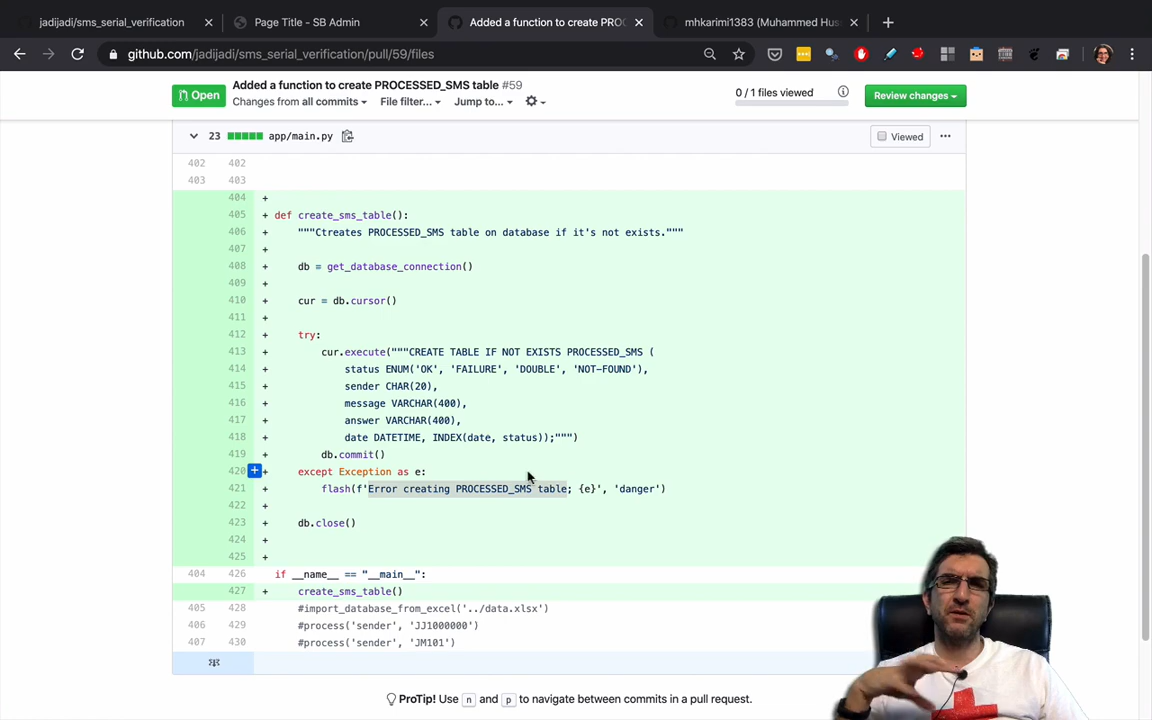 jadijadi/sms_serial_verification
Page Title - SB Admin
Added a function to create PRO
mhkarimi1383 (Muhammed Hus
github.com/jadijadi/sms_serial_verification/pull/59/files
Open
Added a function to create PROCESSED_SMS table #59
Changes from all commits File filter... Jump to...
0 / 1 files viewed
Review changes
23 app/main.py
Viewed
402 402
403 403
404 +
405 + def create_sms_table():
406 + """Ctreates PROCESSED_SMS table on database if it's not exists."""
407 +
408 + db = get_database_connection()
409 +
410 + cur = db.cursor()
411 +
412 + try:
413 + cur.execute("""CREATE TABLE IF NOT EXISTS PROCESSED_SMS (
414 + status ENUM('OK', 'FAILURE', 'DOUBLE', 'NOT-FOUND'),
415 + sender CHAR(20),
416 + message VARCHAR(400),
417 + answer VARCHAR(400),
418 + date DATETIME, INDEX(date, status));""")
419 + db.commit()
420 + except Exception as e:
421 + flash(f'Error creating PROCESSED_SMS table; {e}', 'danger')
422 +
423 + db.close()
424 +
425 +
404 426 if __name__ == "__main__":
427 + create_sms_table()
405 428 #import_database_from_excel('../data.xlsx')
406 429 #process('sender', 'JJ1000000')
407 430 #process('sender', 'JM101')
ProTip! Use n and p to navigate between commits in a pull request.